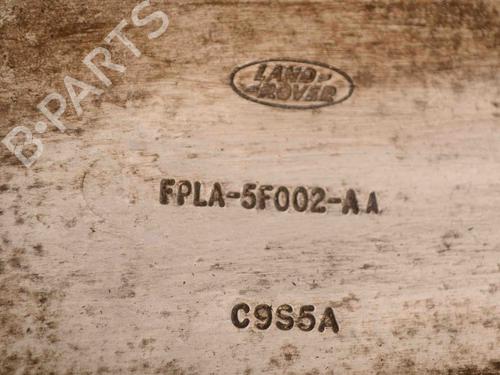 B-PARTS
LAND-
-ROVER
FPLA-5F002-AA
C9S5A